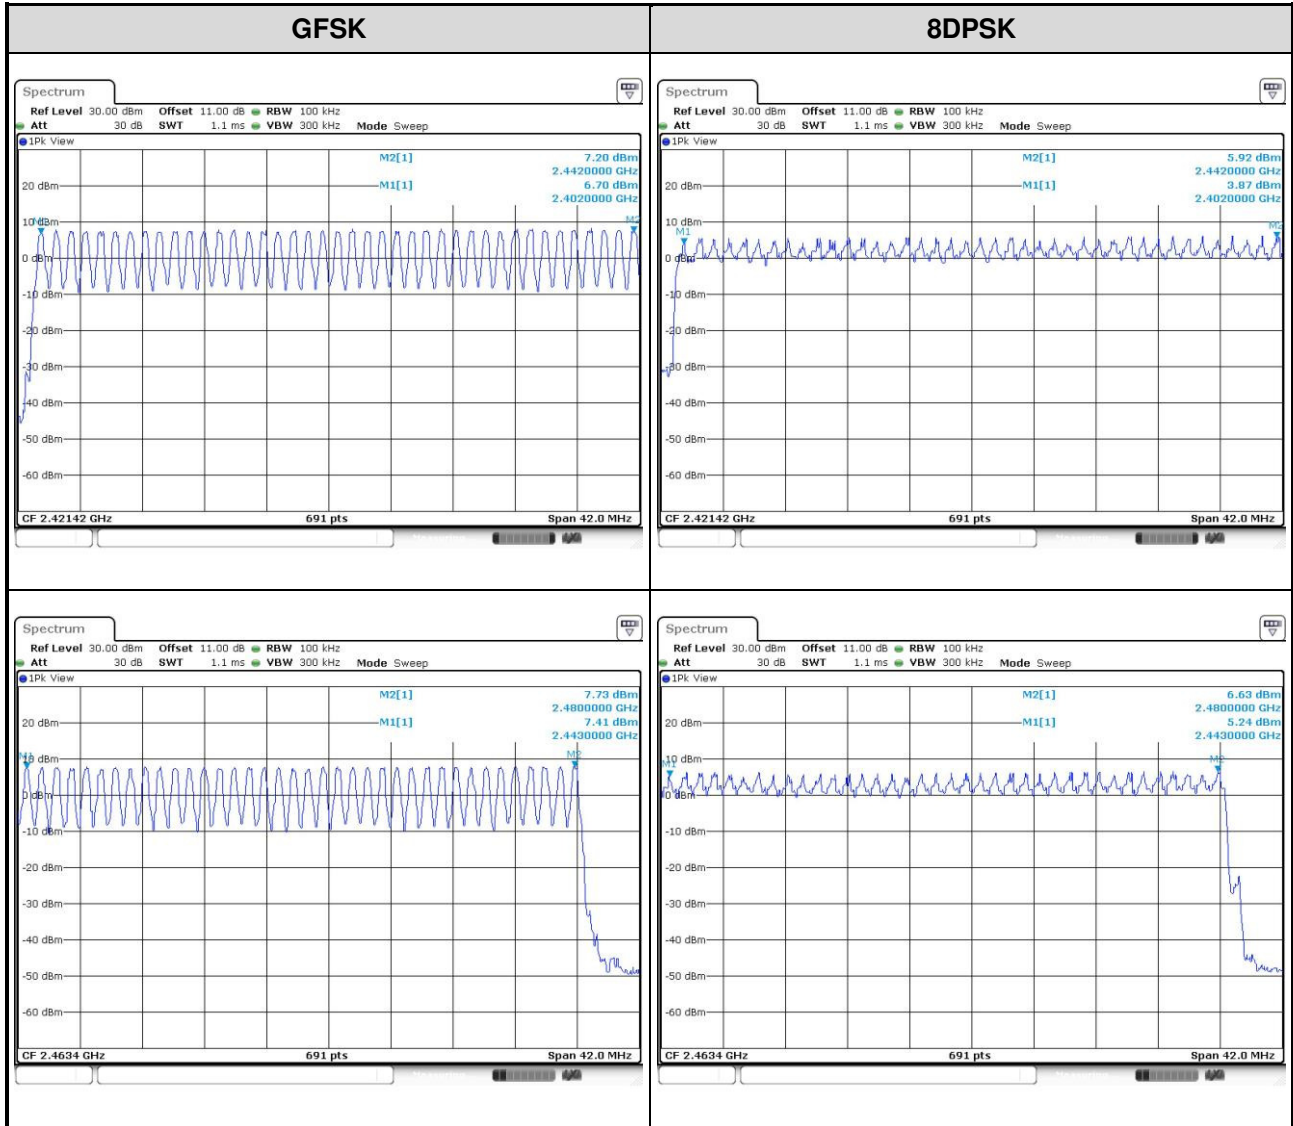 GFSK 8DPSK
Spectrum
Ref Level 30.00 dBm Offset 11.00 dB RBW 100 kHz
Att 30 dB SWT 1.1 ms VBW 300 kHz Mode Sweep
1Pk View
M2[1] 7.20 dBm
2.4420000 GHz
20 dBm M1[1] 6.70 dBm
2.4020000 GHz
10 dBm
M2
0 dBm
-10 dBm
-20 dBm
-30 dBm
-40 dBm
-50 dBm
-60 dBm
CF 2.42142 GHz 691 pts Span 42.0 MHz
Spectrum
Ref Level 30.00 dBm Offset 11.00 dB RBW 100 kHz
Att 30 dB SWT 1.1 ms VBW 300 kHz Mode Sweep
1Pk View
M2[1] 5.92 dBm
2.4420000 GHz
20 dBm M1[1] 3.87 dBm
2.4020000 GHz
10 dBm
M1 M2
0 dBm
-10 dBm
-20 dBm
-30 dBm
-40 dBm
-50 dBm
-60 dBm
CF 2.42142 GHz 691 pts Span 42.0 MHz
Spectrum
Ref Level 30.00 dBm Offset 11.00 dB RBW 100 kHz
Att 30 dB SWT 1.1 ms VBW 300 kHz Mode Sweep
1Pk View
M2[1] 7.73 dBm
2.4800000 GHz
20 dBm M1[1] 7.41 dBm
2.4430000 GHz
M1 M2
10 dBm
0 dBm
-10 dBm
-20 dBm
-30 dBm
-40 dBm
-50 dBm
-60 dBm
CF 2.4634 GHz 691 pts Span 42.0 MHz
Spectrum
Ref Level 30.00 dBm Offset 11.00 dB RBW 100 kHz
Att 30 dB SWT 1.1 ms VBW 300 kHz Mode Sweep
1Pk View
M2[1] 6.63 dBm
2.4800000 GHz
20 dBm M1[1] 5.24 dBm
2.4430000 GHz
10 dBm
M1 M2
0 dBm
-10 dBm
-20 dBm
-30 dBm
-40 dBm
-50 dBm
-60 dBm
CF 2.4634 GHz 691 pts Span 42.0 MHz